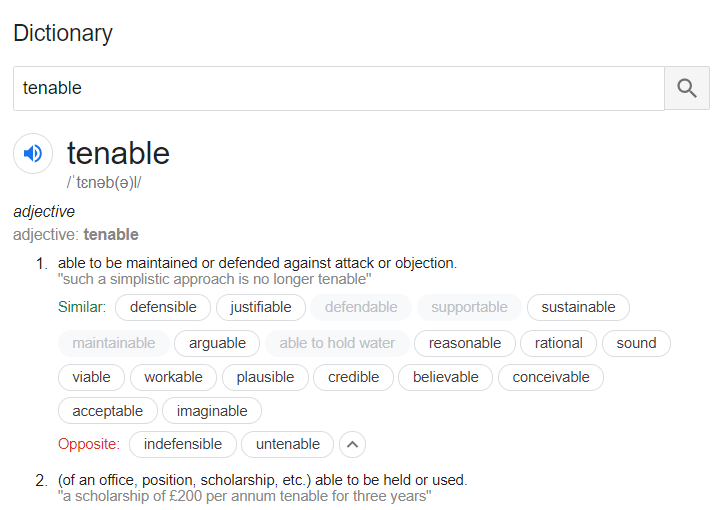 Dictionary
tenable
tenable
/ˈtɛnəb(ə)l/
adjective
adjective: tenable
1. able to be maintained or defended against attack or objection.
"such a simplistic approach is no longer tenable"
Similar: defensible justifiable defendable supportable sustainable
maintainable arguable able to hold water reasonable rational sound
viable workable plausible credible believable conceivable
acceptable imaginable
Opposite: indefensible untenable
2. (of an office, position, scholarship, etc.) able to be held or used.
"a scholarship of £200 per annum tenable for three years"